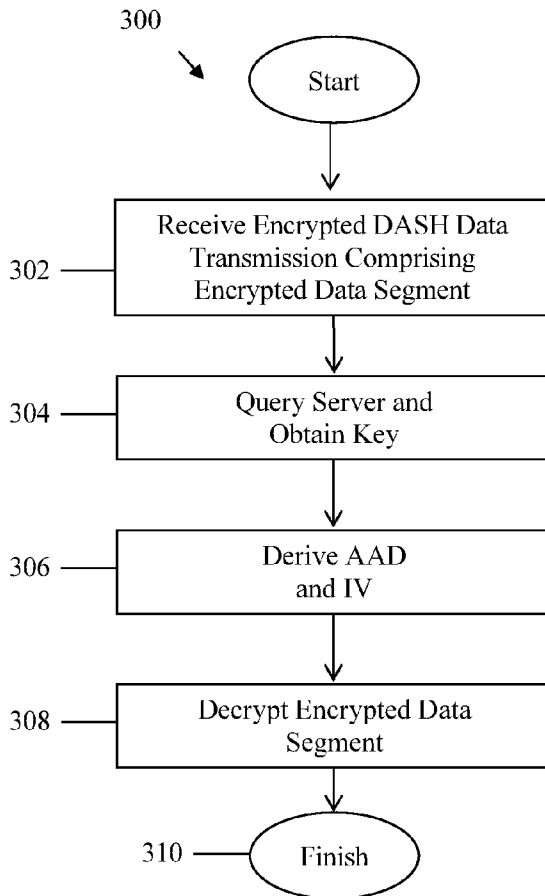 300
Start
302
Receive Encrypted DASH Data
Transmission Comprising
Encrypted Data Segment
304
Query Server and
Obtain Key
306
Derive AAD
and IV
308
Decrypt Encrypted Data
Segment
310
Finish